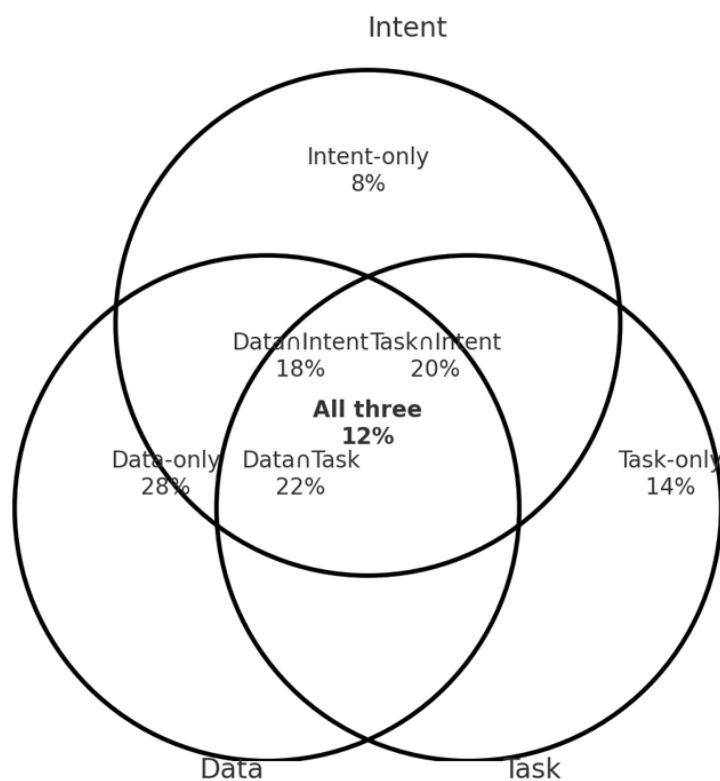 Intent
Intent-only
8%
Data∩Intent
18%
Task∩Intent
20%
All three
12%
Data-only
28%
Data∩Task
22%
Task-only
14%
Data
Task